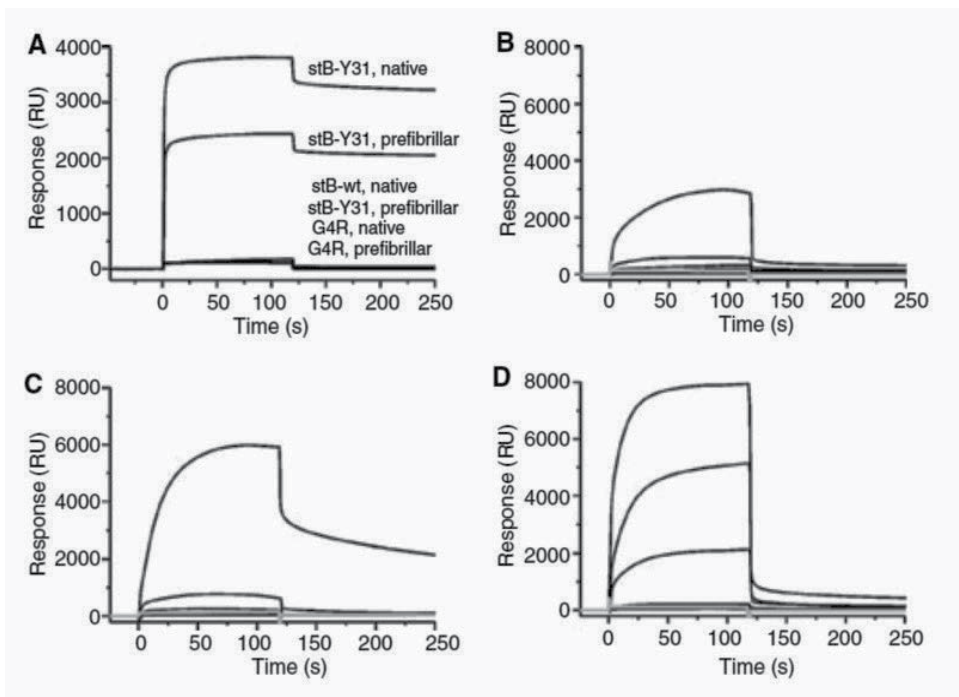 A
4000
3000
2000
1000
0
Response (RU)
stB-Y31, native
stB-Y31, prefibrillar
stB-wt, native
stB-Y31, prefibrillar
G4R, native
G4R, prefibrillar
0 50 100 150 200 250
Time (s)
B
8000
6000
4000
2000
0
Response (RU)
0 50 100 150 200 250
Time (s)
C
8000
6000
4000
2000
0
Response (RU)
0 50 100 150 200 250
Time (s)
D
8000
6000
4000
2000
0
Response (RU)
0 50 100 150 200 250
Time (s)